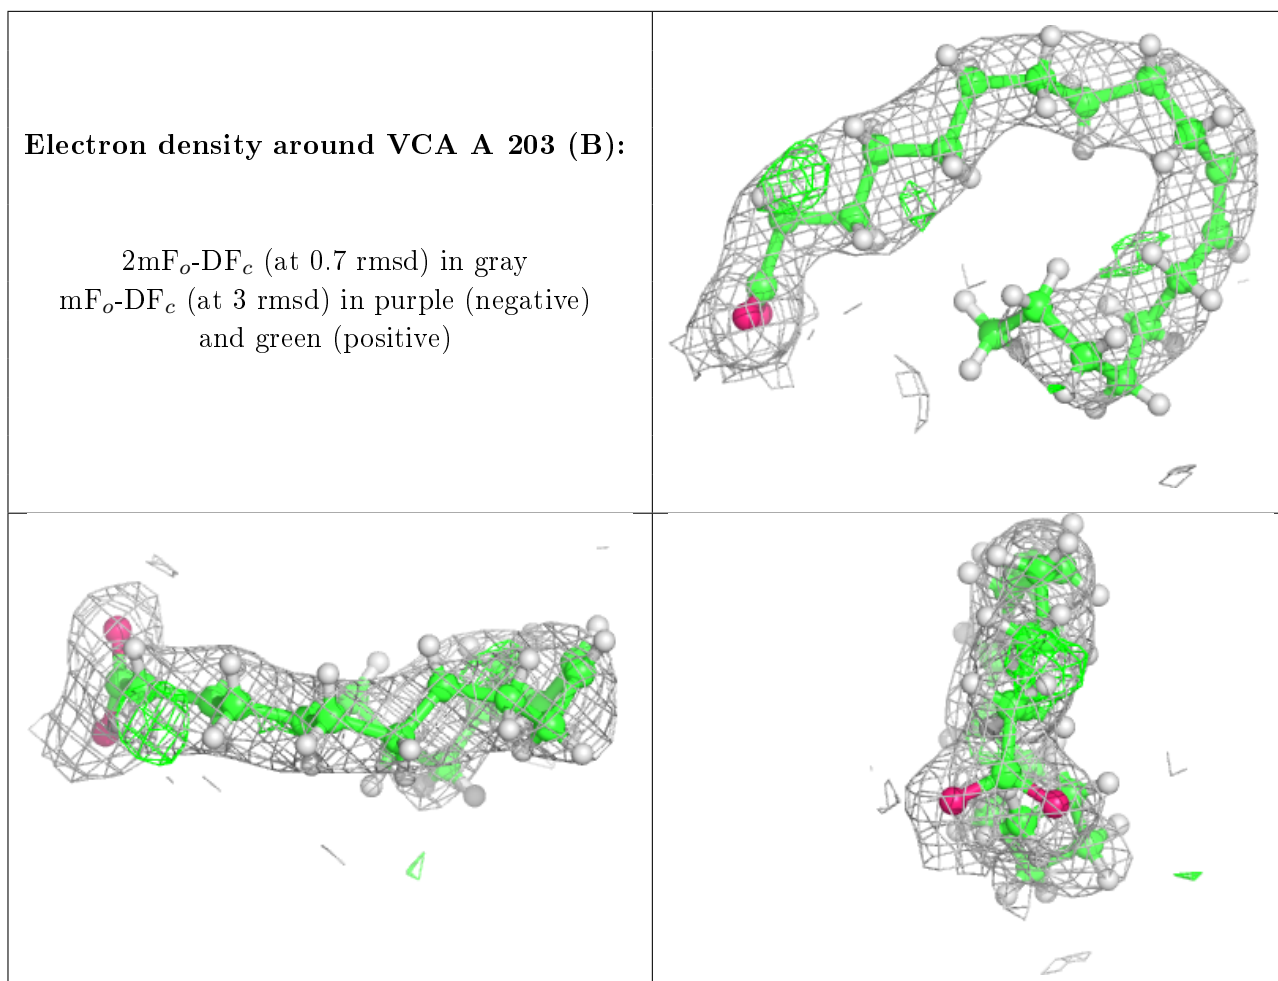 Electron density around VCA A 203 (B):
2mFo-DFc (at 0.7 rmsd) in gray
mFo-DFc (at 3 rmsd) in purple (negative)
and green (positive)